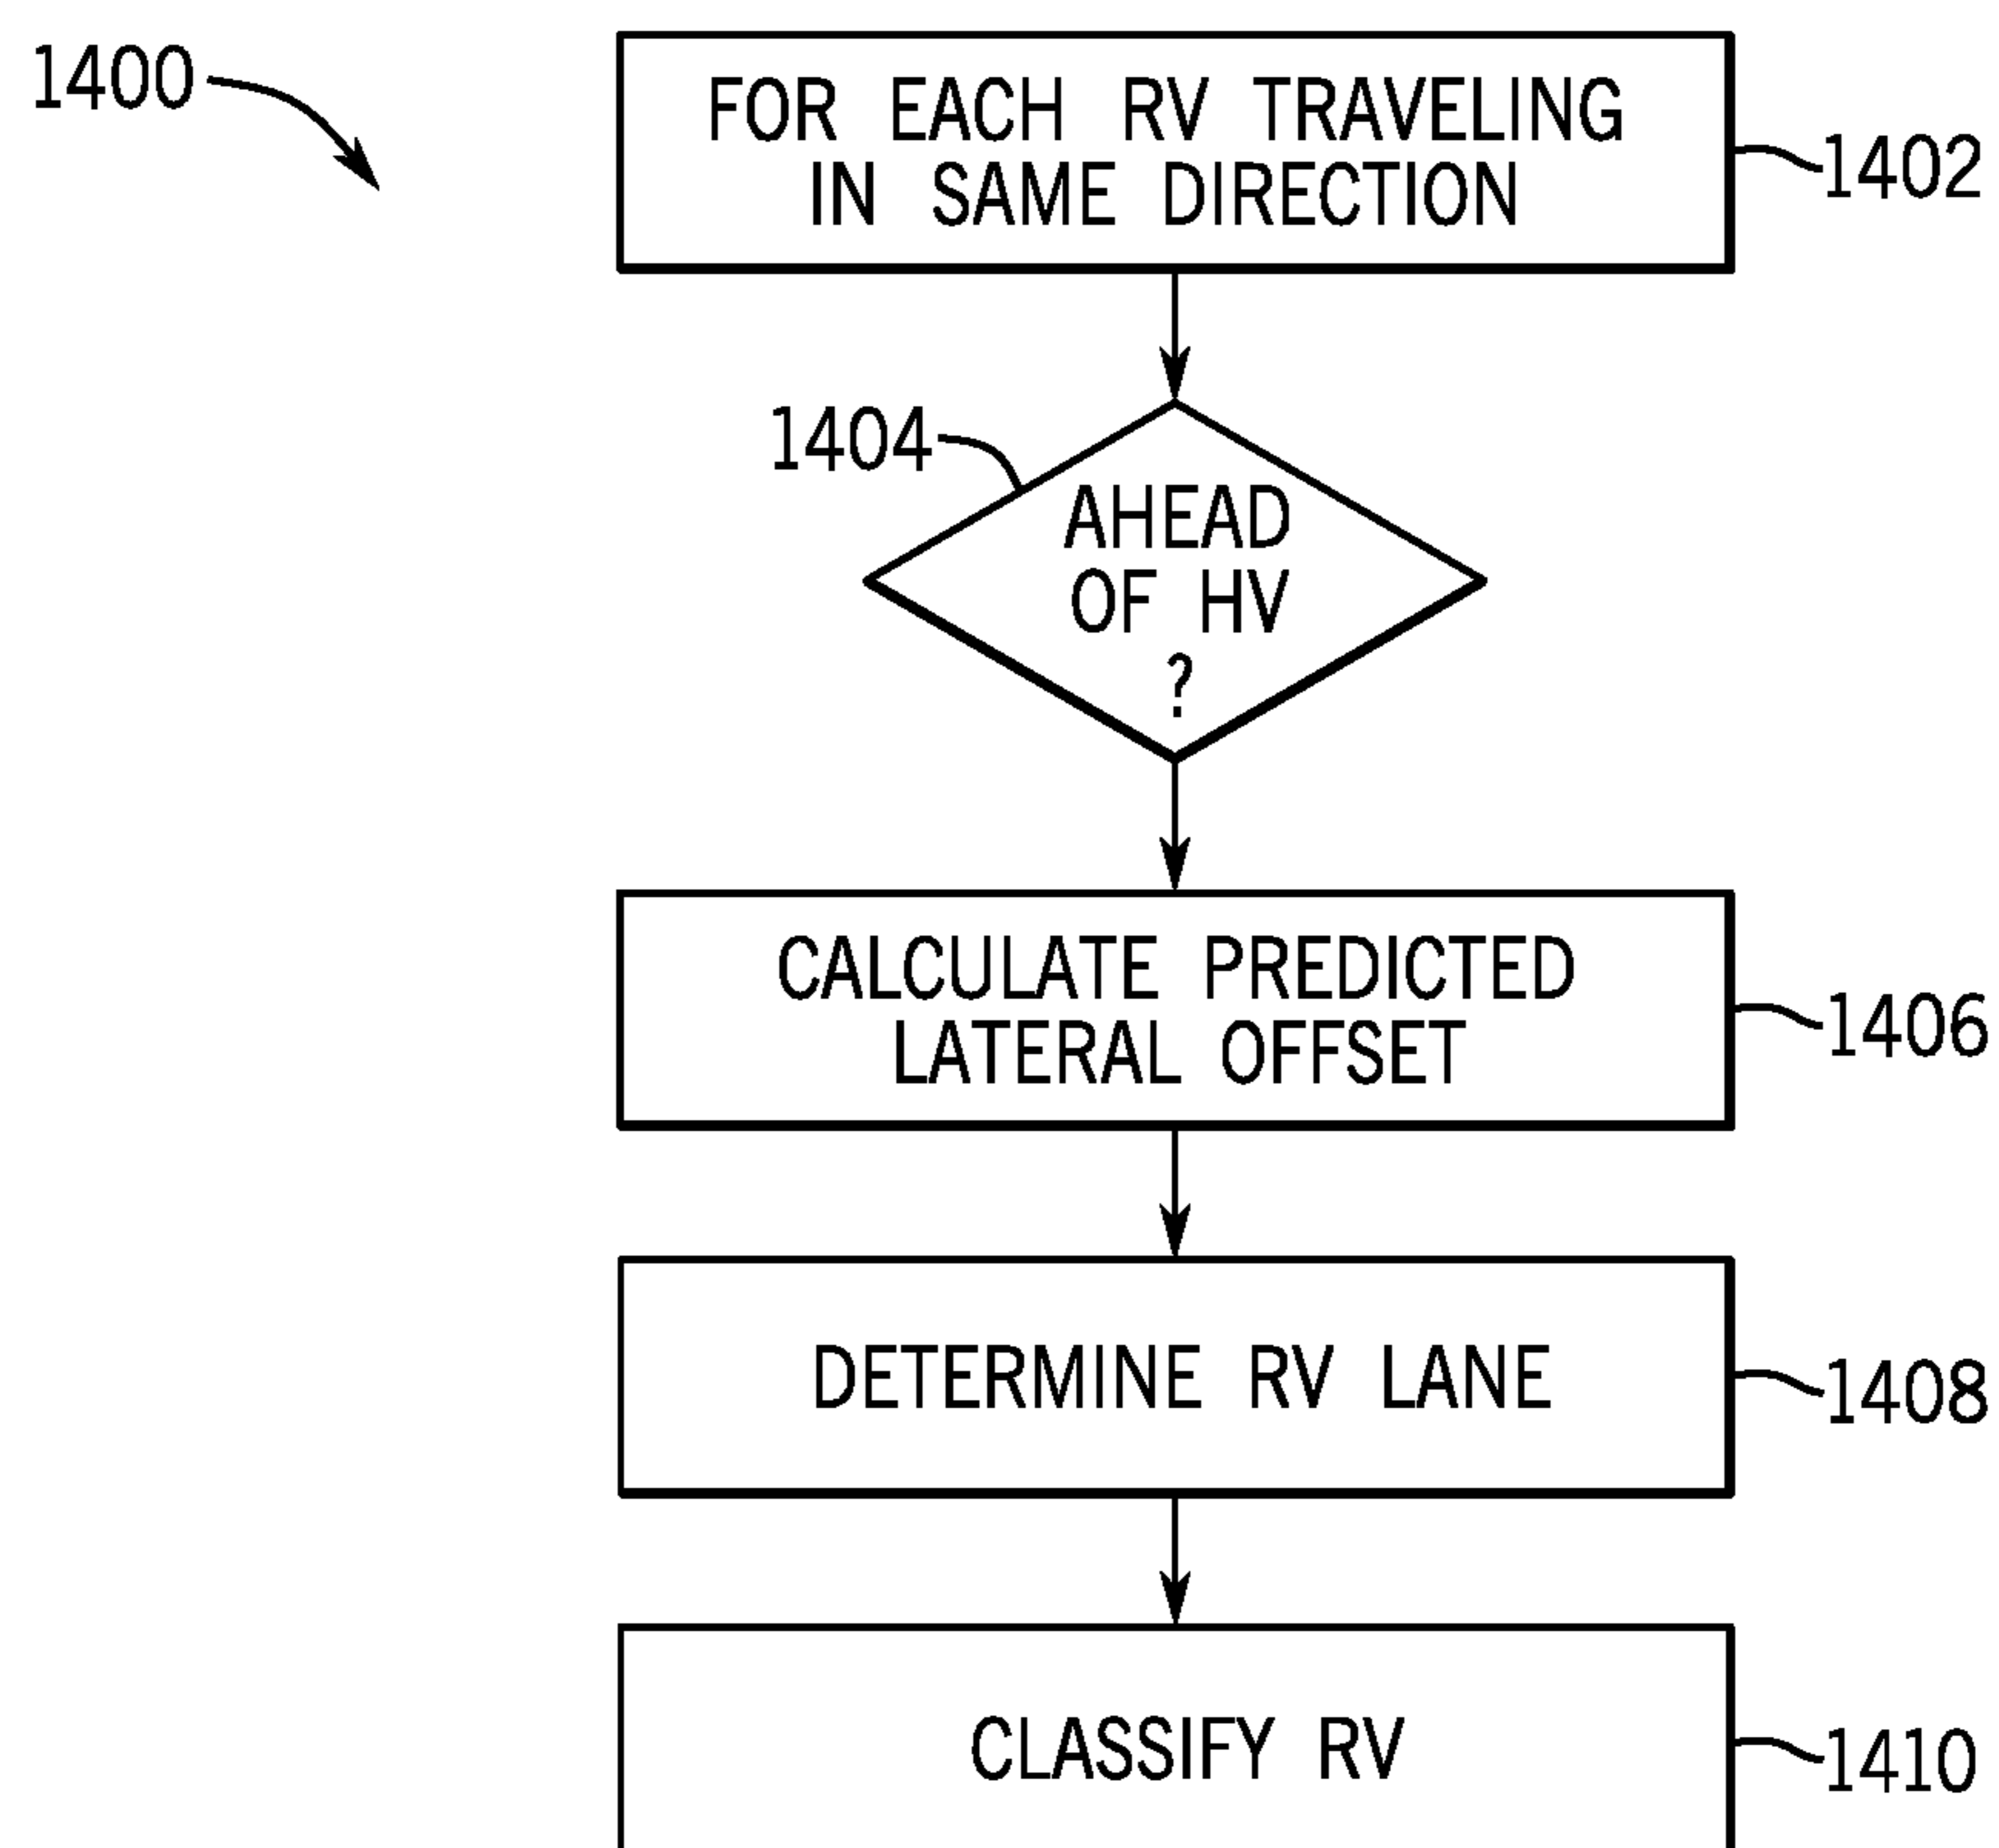 1400
FOR EACH RV TRAVELING
IN SAME DIRECTION
1402
1404
AHEAD
OF HV
?
CALCULATE PREDICTED
LATERAL OFFSET
1406
DETERMINE RV LANE
1408
CLASSIFY RV
1410